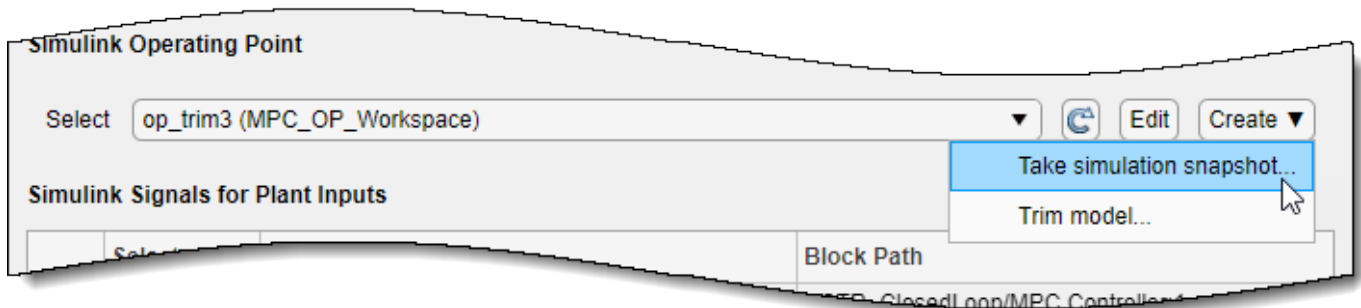 Simulink Operating Point
Select op_trim3 (MPC_OP_Workspace) Edit Create
Take simulation snapshot...
Simulink Signals for Plant Inputs
Trim model...
Block Path